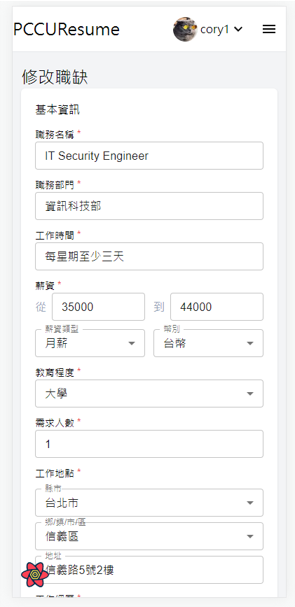 PCCUResume
cory1
修改職缺
基本資訊
職務名稱 *
IT Security Engineer
職務部門 *
資訊科技部
工作時間 *
每星期至少三天
薪資 *
從 35000 到 44000
薪資類型 幣別
月薪 台幣
教育程度 *
大學
需求人數 *
1
工作地點 *
縣市
台北市
鄉/鎮/市/區
信義區
地址
信義路5號2樓